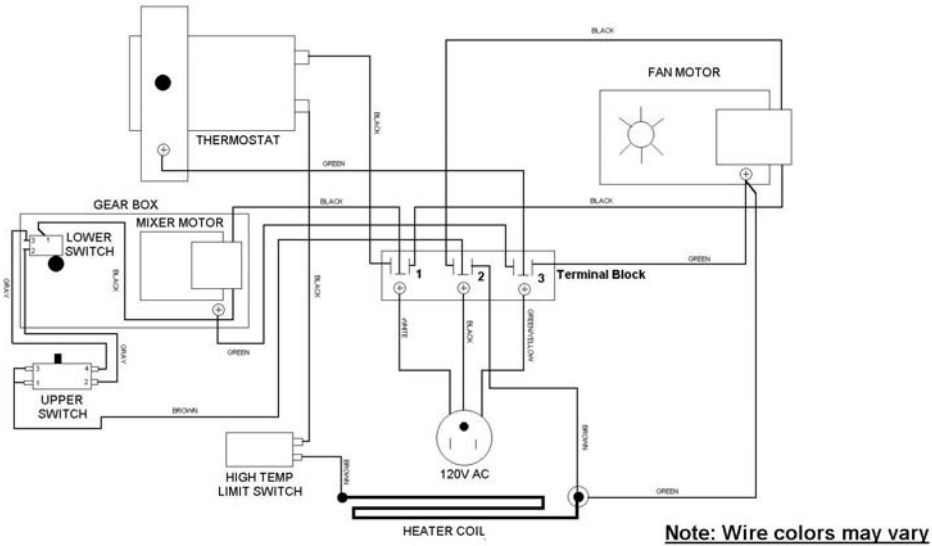 BLACK
FAN MOTOR
THERMOSTAT
BLACK
GREEN
GEAR BOX
BLACK
BLACK
MIXER MOTOR
3 1
2
LOWER
SWITCH
GRAY
BLACK
BLACK
1
2
3
Terminal Block
GREEN
WHITE
BLACK
GREEN/YELLOW
GRAY
GREEN
3 4
1 2
UPPER
SWITCH
BROWN
120V AC
BROWN
BROWN
HIGH TEMP
LIMIT SWITCH
GREEN
HEATER COIL
Note: Wire colors may vary